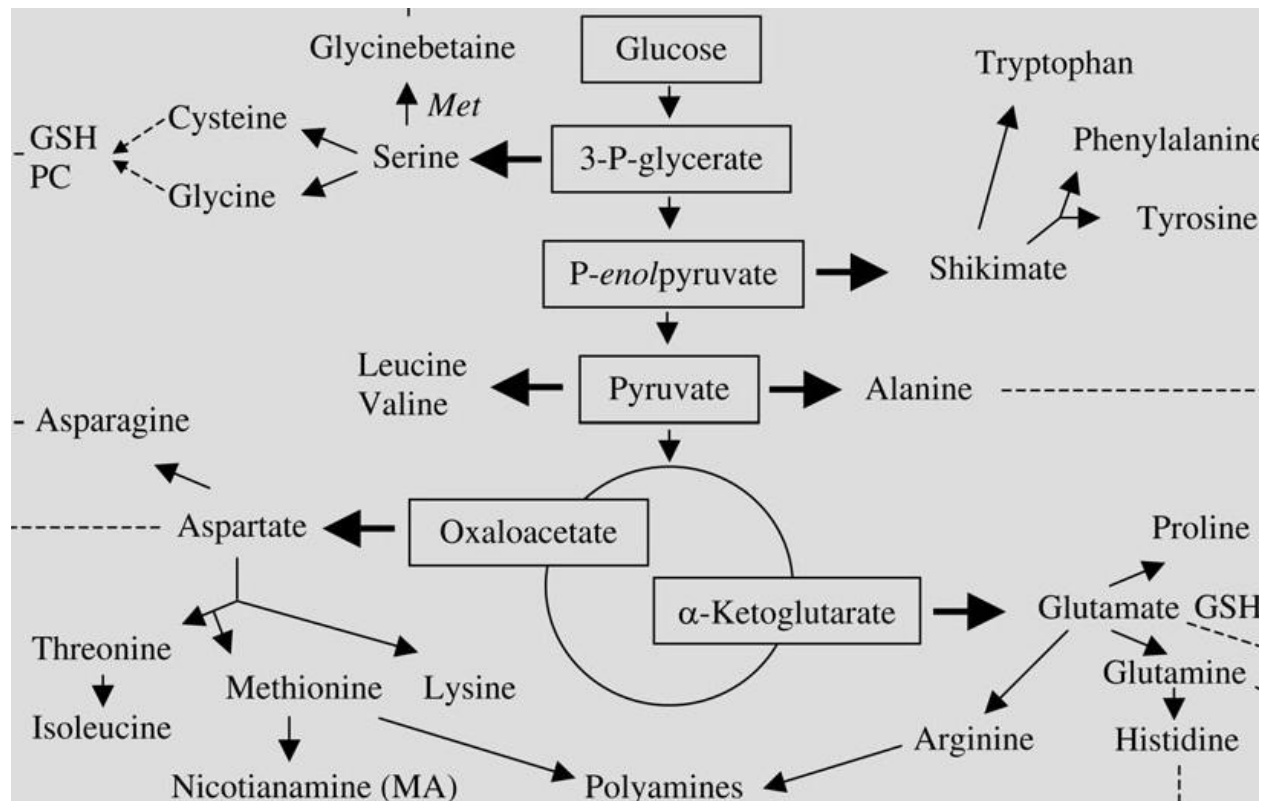 Glycinebetaine
Glucose
Tryptophan
Met
Cysteine
GSH
PC
Serine
3-P-glycerate
Phenylalanine
Glycine
Tyrosine
P-enolpyruvate
Shikimate
Leucine
Valine
Pyruvate
Alanine
Asparagine
Aspartate
Oxaloacetate
Proline
α-Ketoglutarate
Glutamate GSH
Threonine
Methionine
Lysine
Glutamine
Isoleucine
Arginine
Histidine
Nicotianamine (MA)
Polyamines